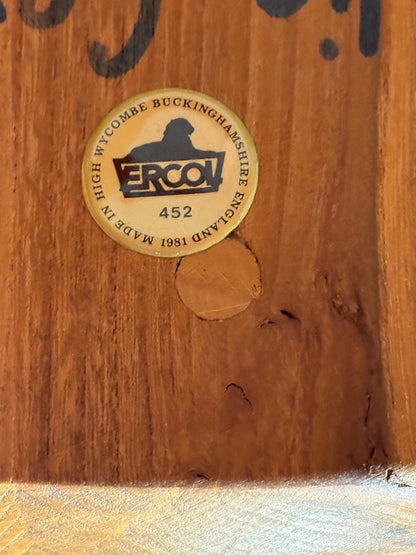 MADE IN HIGH WYCOMBE BUCKINGHAMSHIRE ENGLAND 1981
ERCOL
452